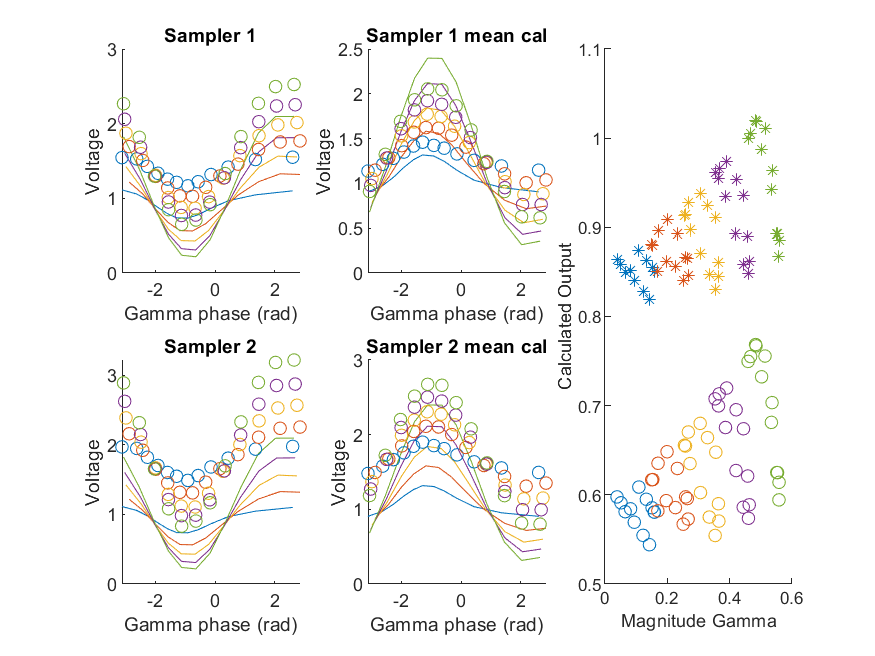 Sampler 1
3
2
1
0
Voltage
-2 0 2
Gamma phase (rad)
Sampler 1 mean cal
2.5
2
1.5
1
0.5
0
Voltage
-2 0 2
Gamma phase (rad)
Sampler 2
3
2
1
0
Voltage
-2 0 2
Gamma phase (rad)
Sampler 2 mean cal
3
2
1
0
Voltage
-2 0 2
Gamma phase (rad)
1.1
1
0.9
0.8
0.7
0.6
0.5
Calculated Output
0 0.2 0.4 0.6
Magnitude Gamma